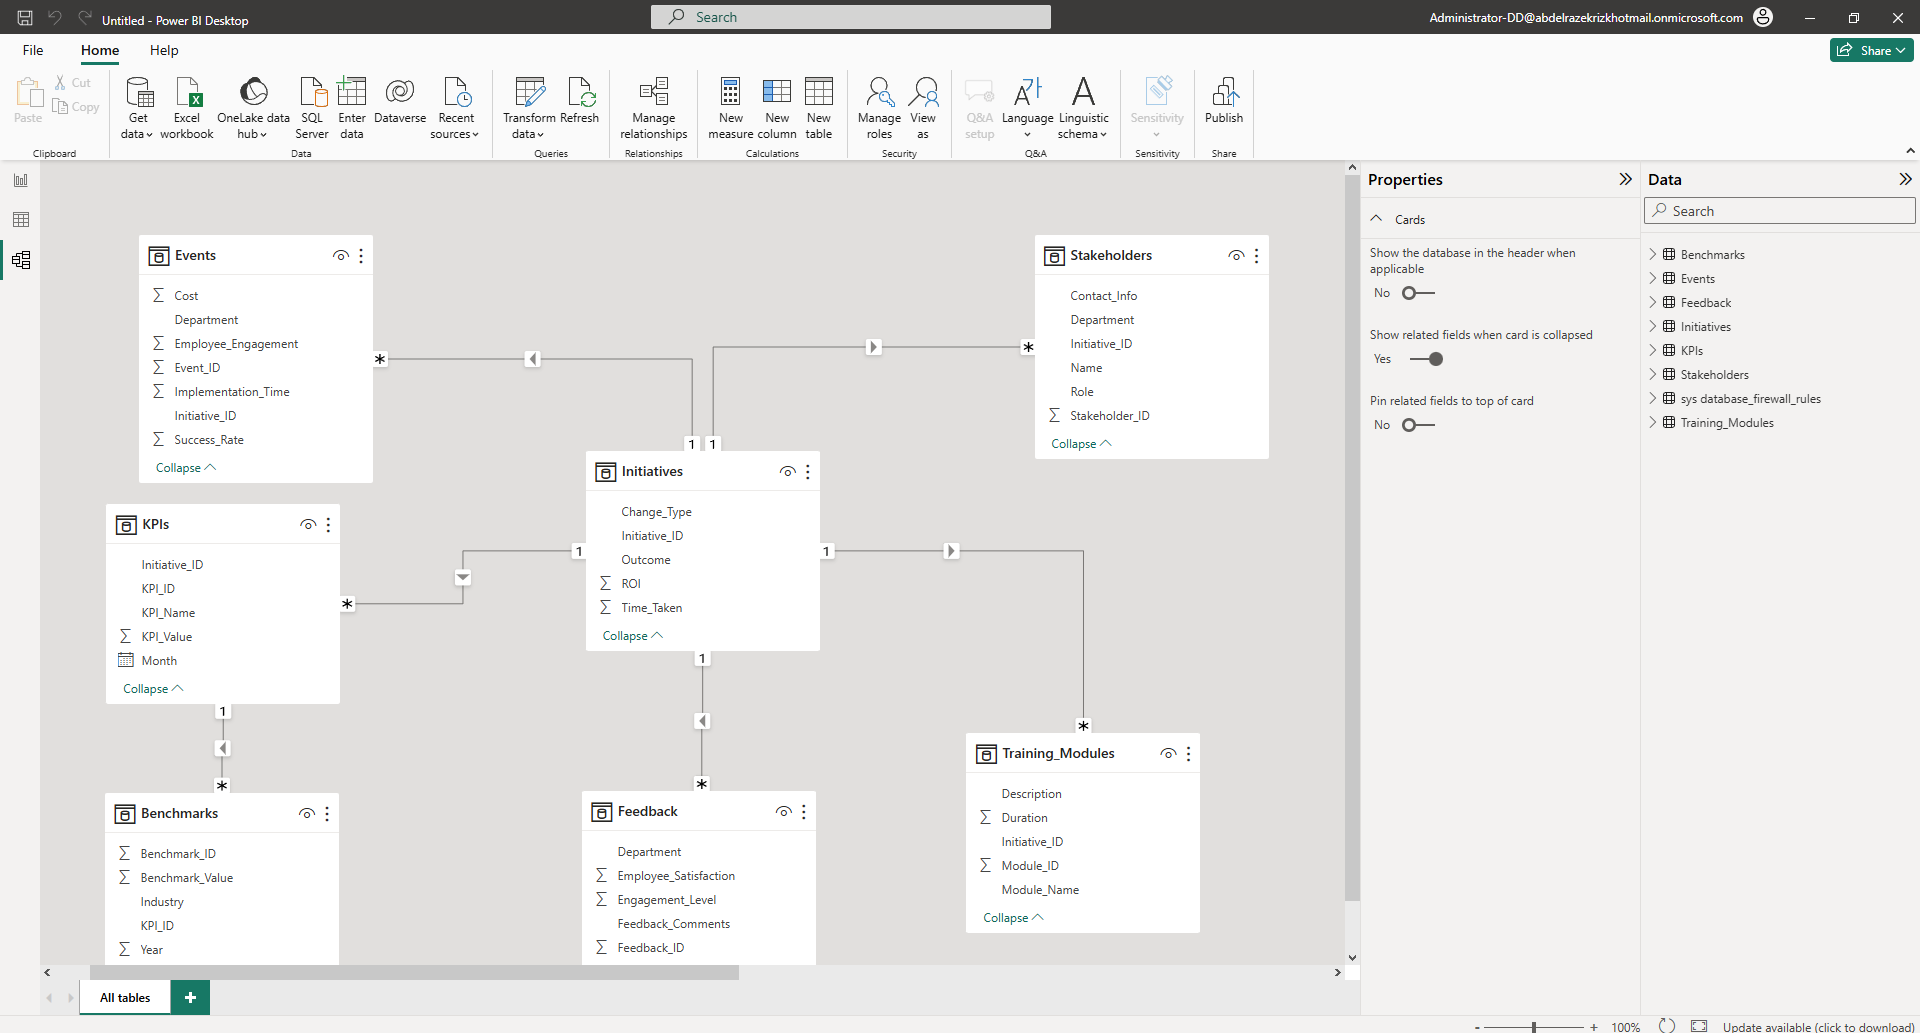 Untitled - Power BI Desktop
Search
Administrator-DD@abdelrazekrizkhotmail.onmicrosoft.com
File
Home
Help
Share
Paste
Cut
Copy
Clipboard
Get data
Excel workbook
OneLake data hub
SQL Server
Enter data
Dataverse
Recent sources
Data
Transform data
Refresh
Queries
Manage relationships
Relationships
New measure
New column
New table
Calculations
Manage roles
View as
Security
Q&A setup
Language
Linguistic schema
Q&A
Sensitivity
Sensitivity
Publish
Share
Events
Cost
Department
Employee_Engagement
Event_ID
Implementation_Time
Initiative_ID
Success_Rate
Collapse
*
1
Stakeholders
Contact_Info
Department
Initiative_ID
Name
Role
Stakeholder_ID
Collapse
*
1
Initiatives
Change_Type
Initiative_ID
Outcome
ROI
Time_Taken
Collapse
1
1
1
KPIs
Initiative_ID
KPI_ID
KPI_Name
KPI_Value
Month
Collapse
*
1
*
Benchmarks
Benchmark_ID
Benchmark_Value
Industry
KPI_ID
Year
*
Feedback
Department
Employee_Satisfaction
Engagement_Level
Feedback_Comments
Feedback_ID
*
Training_Modules
Description
Duration
Initiative_ID
Module_ID
Module_Name
Collapse
Properties
Cards
Show the database in the header when
applicable
No
Show related fields when card is collapsed
Yes
Pin related fields to top of card
No
Data
Search
Benchmarks
Events
Feedback
Initiatives
KPIs
Stakeholders
sys database_firewall_rules
Training_Modules
All tables
+
- + 100%
Update available (click to download)